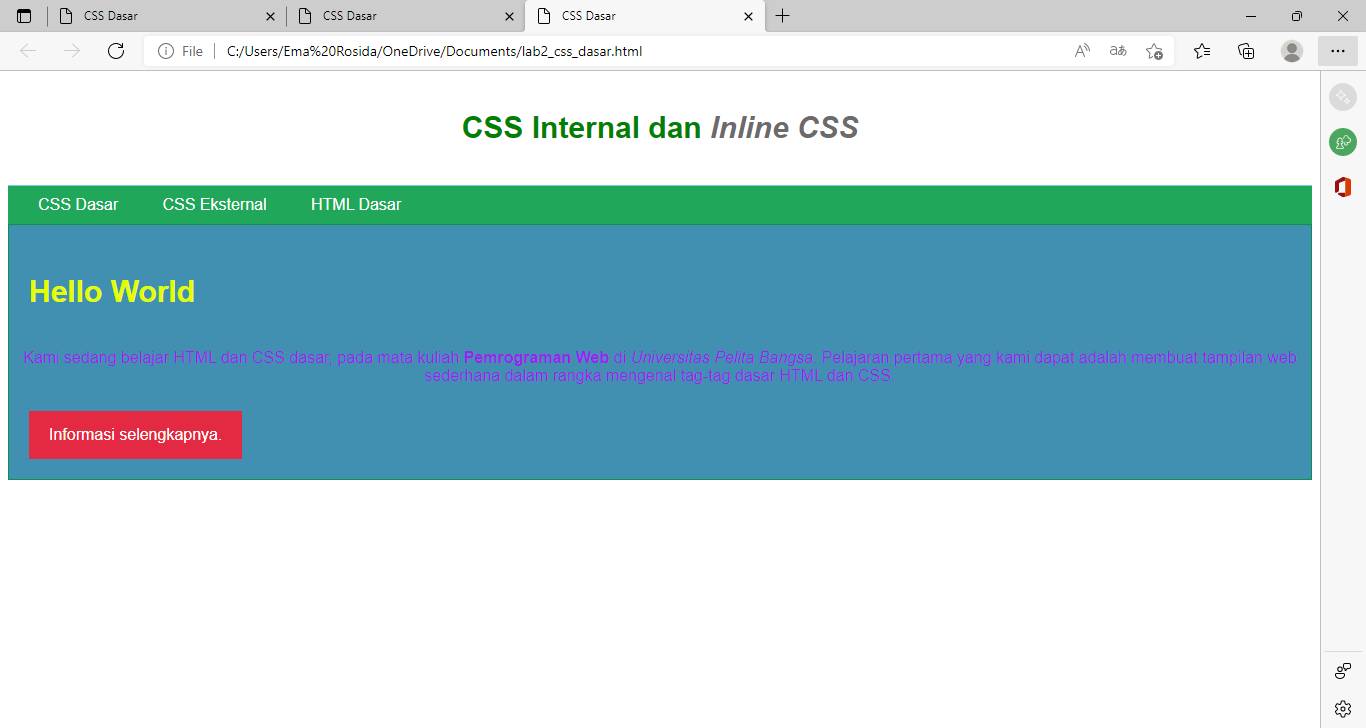 CSS Dasar
CSS Dasar
CSS Dasar
File
C:/Users/Ema%20Rosida/OneDrive/Documents/lab2_css_dasar.html
CSS Internal dan Inline CSS
CSS Dasar CSS Eksternal HTML Dasar
Hello World
Kami sedang belajar HTML dan CSS dasar, pada mata kuliah Pemrograman Web di Universitas Pelita Bangsa. Pelajaran pertama yang kami dapat adalah membuat tampilan web
sederhana dalam rangka mengenal tag-tag dasar HTML dan CSS
Informasi selengkapnya.